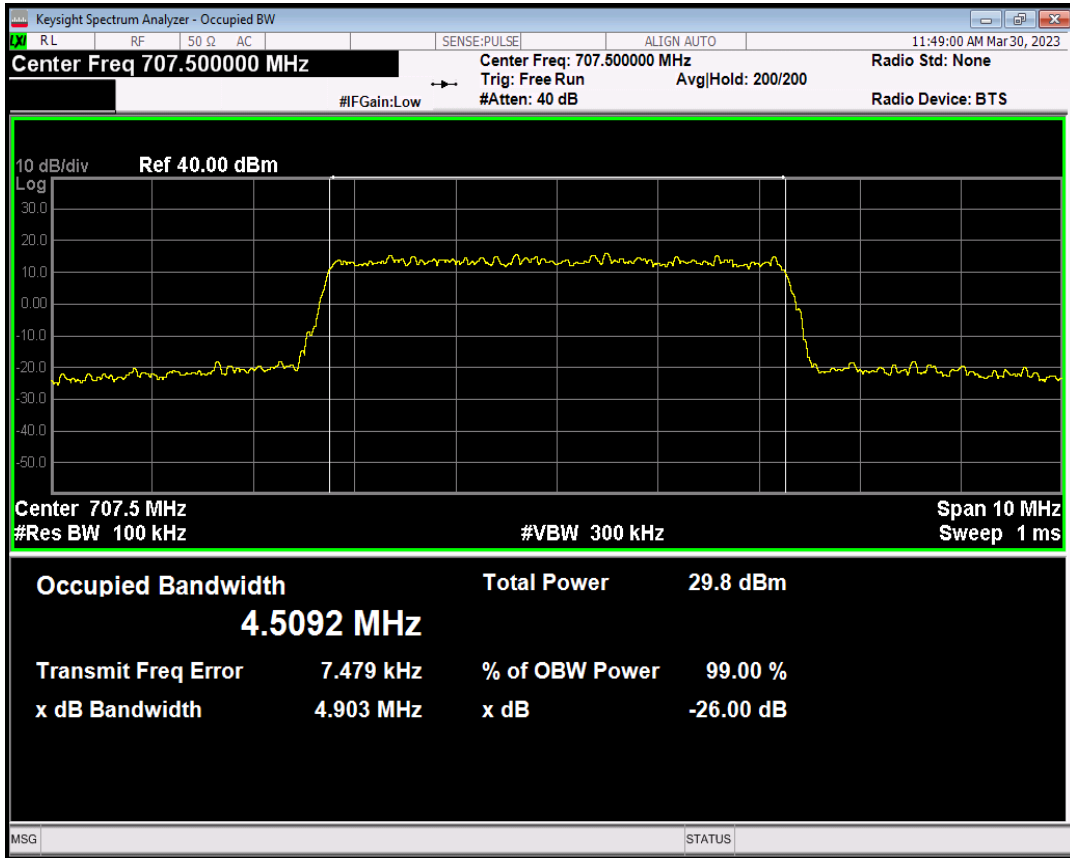 Keysight Spectrum Analyzer - Occupied BW
LXI RL RF 50 Ω AC SENSE:PULSE ALIGN AUTO 11:49:00 AM Mar 30, 2023
Center Freq 707.500000 MHz Center Freq: 707.500000 MHz Radio Std: None
Trig: Free Run Avg|Hold: 200/200
#IFGain:Low #Atten: 40 dB Radio Device: BTS
10 dB/div Ref 40.00 dBm
Log
30.0
20.0
10.0
0.00
-10.0
-20.0
-30.0
-40.0
-50.0
Center 707.5 MHz Span 10 MHz
#Res BW 100 kHz #VBW 300 kHz Sweep 1 ms
Occupied Bandwidth Total Power 29.8 dBm
4.5092 MHz
Transmit Freq Error 7.479 kHz % of OBW Power 99.00 %
x dB Bandwidth 4.903 MHz x dB -26.00 dB
MSG STATUS